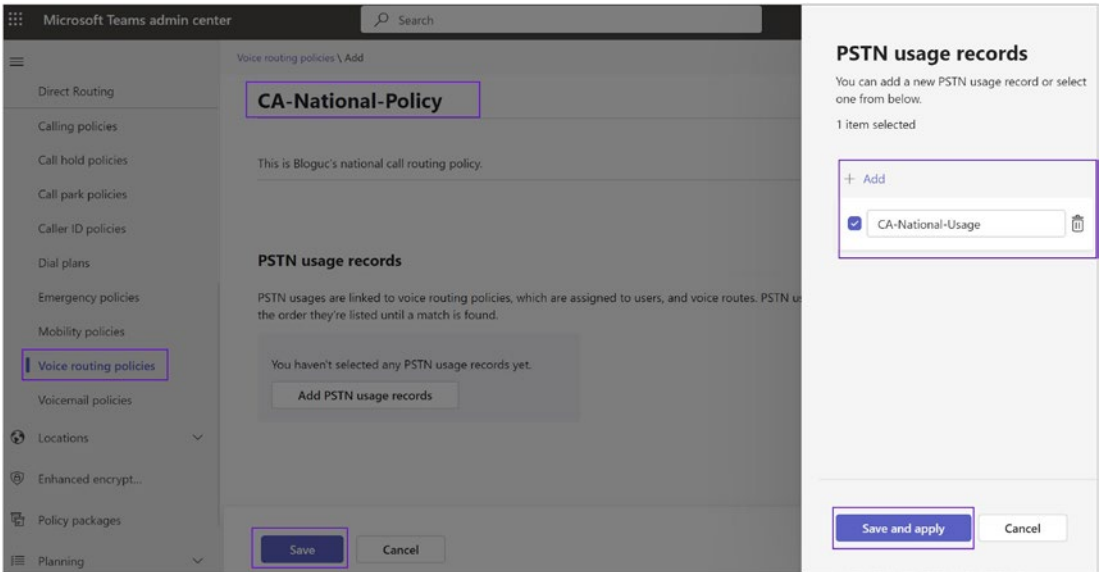 Microsoft Teams admin center
Search
Direct Routing
Calling policies
Call hold policies
Call park policies
Caller ID policies
Dial plans
Emergency policies
Mobility policies
Voice routing policies
Voicemail policies
Locations
Enhanced encrypt...
Policy packages
Planning
Voice routing policies \ Add
CA-National-Policy
This is Bloguc's national call routing policy.
PSTN usage records
PSTN usages are linked to voice routing policies, which are assigned to users, and voice routes. PSTN us
the order they're listed until a match is found.
You haven't selected any PSTN usage records yet.
Add PSTN usage records
Save
Cancel
PSTN usage records
You can add a new PSTN usage record or select
one from below.
1 item selected
+ Add
CA-National-Usage
Save and apply
Cancel